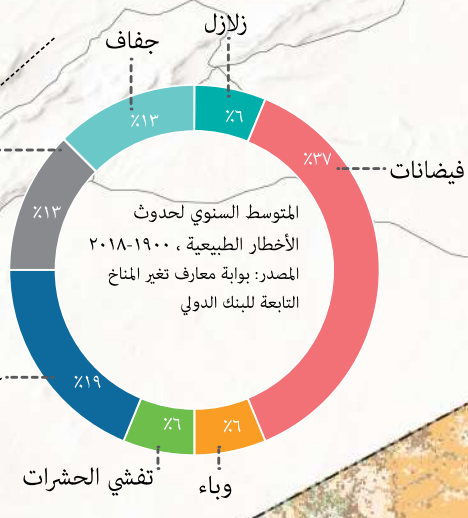 زلازل
جفاف
٪٦
٪١٣
٪٣٧
فيضانات
المتوسط السنوي لحدوث
الأخطار الطبيعية ، ١٩٠٠-٢٠١٨
المصدر: بوابة معارف تغير المناخ
التابعة للبنك الدولي
٪١٣
٪١٩
٪٦
٪٦
تفشي الحشرات
وباء